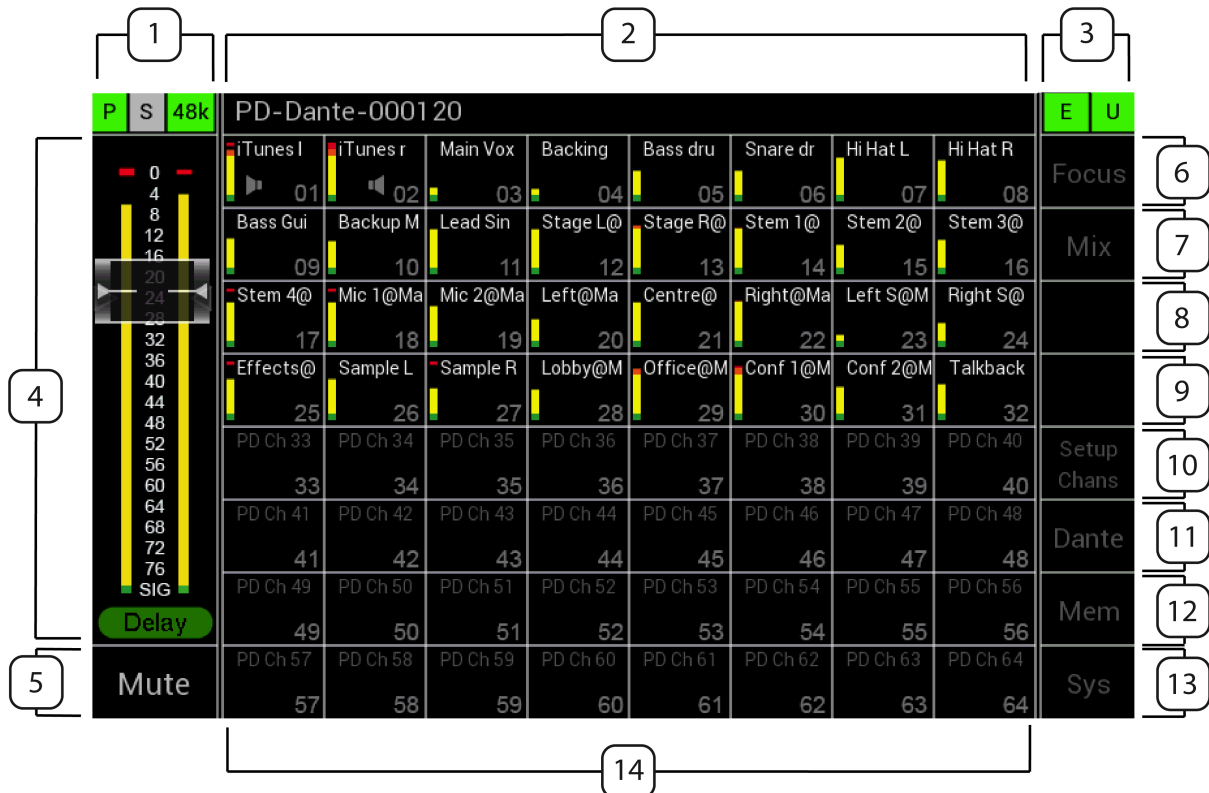 1
2
3
P S 48k PD-Dante-000120 E U
4
0
4
8
12
16
20
24
28
32
36
40
44
48
52
56
60
64
68
72
76
SIG
Delay
5
Mute
iTunes l iTunes r Main Vox Backing Bass dru Snare dr Hi Hat L Hi Hat R
01 02 03 04 05 06 07 08
Bass Gui Backup M Lead Sin Stage L@ Stage R@ Stem 1@ Stem 2@ Stem 3@
09 10 11 12 13 14 15 16
Stem 4@ Mic 1@Ma Mic 2@Ma Left@Ma Centre@ Right@Ma Left S@M Right S@
17 18 19 20 21 22 23 24
Effects@ Sample L Sample R Lobby@M Office@M Conf 1@M Conf 2@M Talkback
25 26 27 28 29 30 31 32
PD Ch 33 PD Ch 34 PD Ch 35 PD Ch 36 PD Ch 37 PD Ch 38 PD Ch 39 PD Ch 40
33 34 35 36 37 38 39 40
PD Ch 41 PD Ch 42 PD Ch 43 PD Ch 44 PD Ch 45 PD Ch 46 PD Ch 47 PD Ch 48
41 42 43 44 45 46 47 48
PD Ch 49 PD Ch 50 PD Ch 51 PD Ch 52 PD Ch 53 PD Ch 54 PD Ch 55 PD Ch 56
49 50 51 52 53 54 55 56
PD Ch 57 PD Ch 58 PD Ch 59 PD Ch 60 PD Ch 61 PD Ch 62 PD Ch 63 PD Ch 64
57 58 59 60 61 62 63 64
Focus 6
Mix 7
8
9
Setup
Chans
10
Dante 11
Mem 12
Sys 13
14